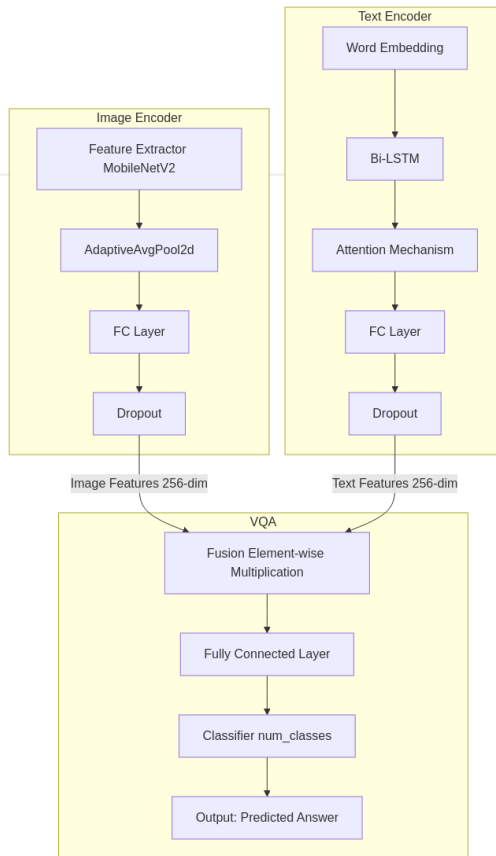 Text Encoder
Word Embedding
Bi-LSTM
Attention Mechanism
FC Layer
Dropout
Image Encoder
Feature Extractor
MobileNetV2
AdaptiveAvgPool2d
FC Layer
Dropout
Image Features 256-dim
Text Features 256-dim
VQA
Fusion Element-wise
Multiplication
Fully Connected Layer
Classifier num_classes
Output: Predicted Answer